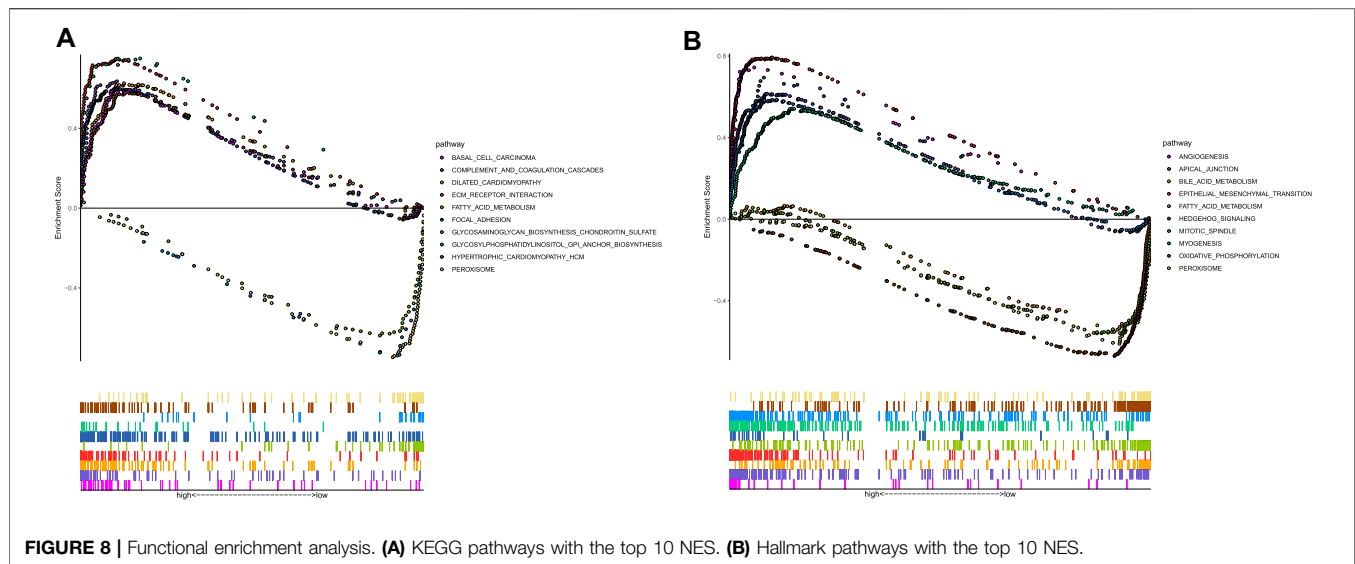 A
0.4
0.0
−0.4
Enrichment Score
pathway
BASAL_CELL_CARCINOMA
COMPLEMENT_AND_COAGULATION_CASCADES
DILATED_CARDIOMYOPATHY
ECM_RECEPTOR_INTERACTION
FATTY_ACID_METABOLISM
FOCAL_ADHESION
GLYCOSAMINOGLYCAN_BIOSYNTHESIS_CHONDROITIN_SULFATE
GLYCOSYLPHOSPHATIDYLINOSITOL_GPI_ANCHOR_BIOSYNTHESIS
HYPERTROPHIC_CARDIOMYOPATHY_HCM
PEROXISOME
high<----------------------------->low
B
0.8
0.4
0.0
−0.4
Enrichment Score
pathway
ANGIOGENESIS
APICAL_JUNCTION
BILE_ACID_METABOLISM
EPITHELIAL_MESENCHYMAL_TRANSITION
FATTY_ACID_METABOLISM
HEDGEHOG_SIGNALING
MITOTIC_SPINDLE
MYOGENESIS
OXIDATIVE_PHOSPHORYLATION
PEROXISOME
high<----------------------------->low
FIGURE 8 | Functional enrichment analysis. (A) KEGG pathways with the top 10 NES. (B) Hallmark pathways with the top 10 NES.